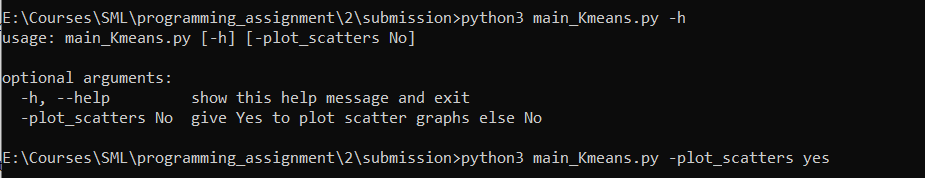 E:\Courses\SML\programming_assignment\2\submission>python3 main_Kmeans.py -h
usage: main_Kmeans.py [-h] [-plot_scatters No]
optional arguments:
  -h, --help        show this help message and exit
  -plot_scatters No  give Yes to plot scatter graphs else No
E:\Courses\SML\programming_assignment\2\submission>python3 main_Kmeans.py -plot_scatters yes